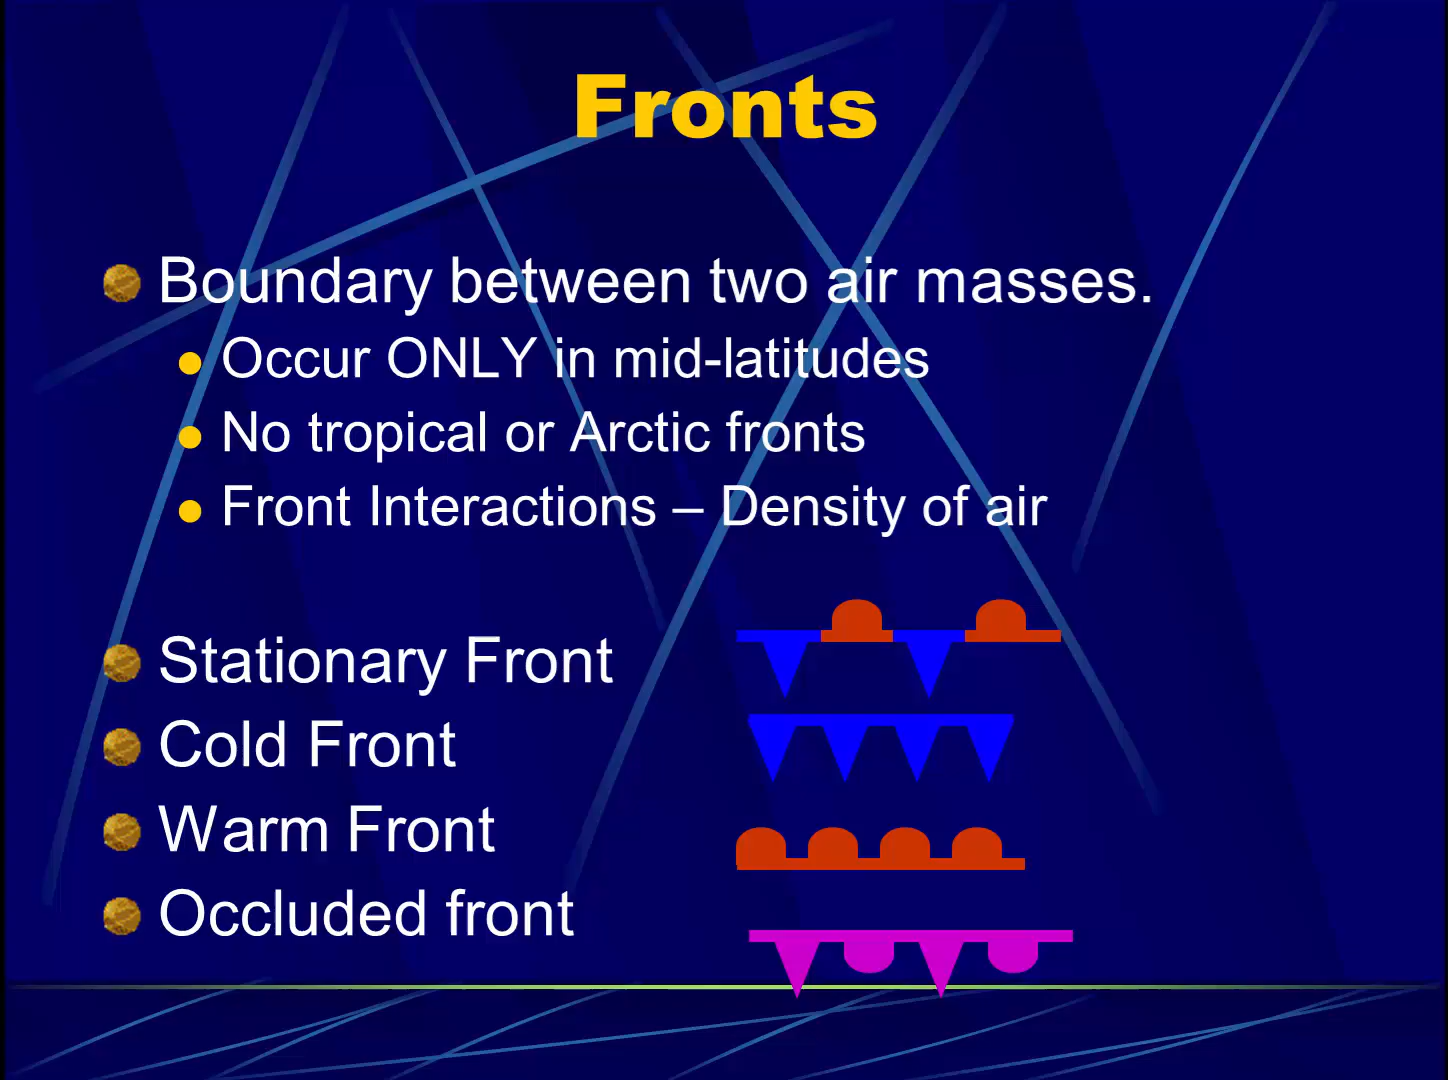 Fronts
Boundary between two air masses.
Occur ONLY in mid-latitudes
No tropical or Arctic fronts
Front Interactions – Density of air
Stationary Front
Cold Front
Warm Front
Occluded front